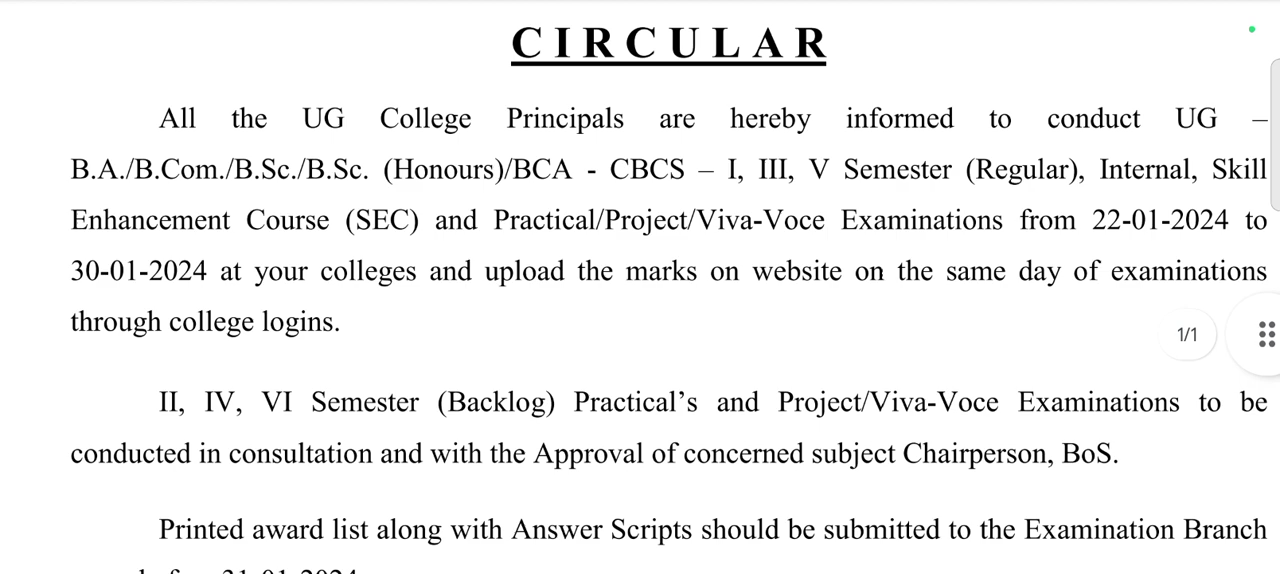 C I R C U L A R
All the UG College Principals are hereby informed to conduct UG –
B.A./B.Com./B.Sc./B.Sc. (Honours)/BCA - CBCS – I, III, V Semester (Regular), Internal, Skill
Enhancement Course (SEC) and Practical/Project/Viva-Voce Examinations from 22-01-2024 to
30-01-2024 at your colleges and upload the marks on website on the same day of examinations
through college logins.
1/1
II, IV, VI Semester (Backlog) Practical’s and Project/Viva-Voce Examinations to be
conducted in consultation and with the Approval of concerned subject Chairperson, BoS.
Printed award list along with Answer Scripts should be submitted to the Examination Branch
31-01-2024